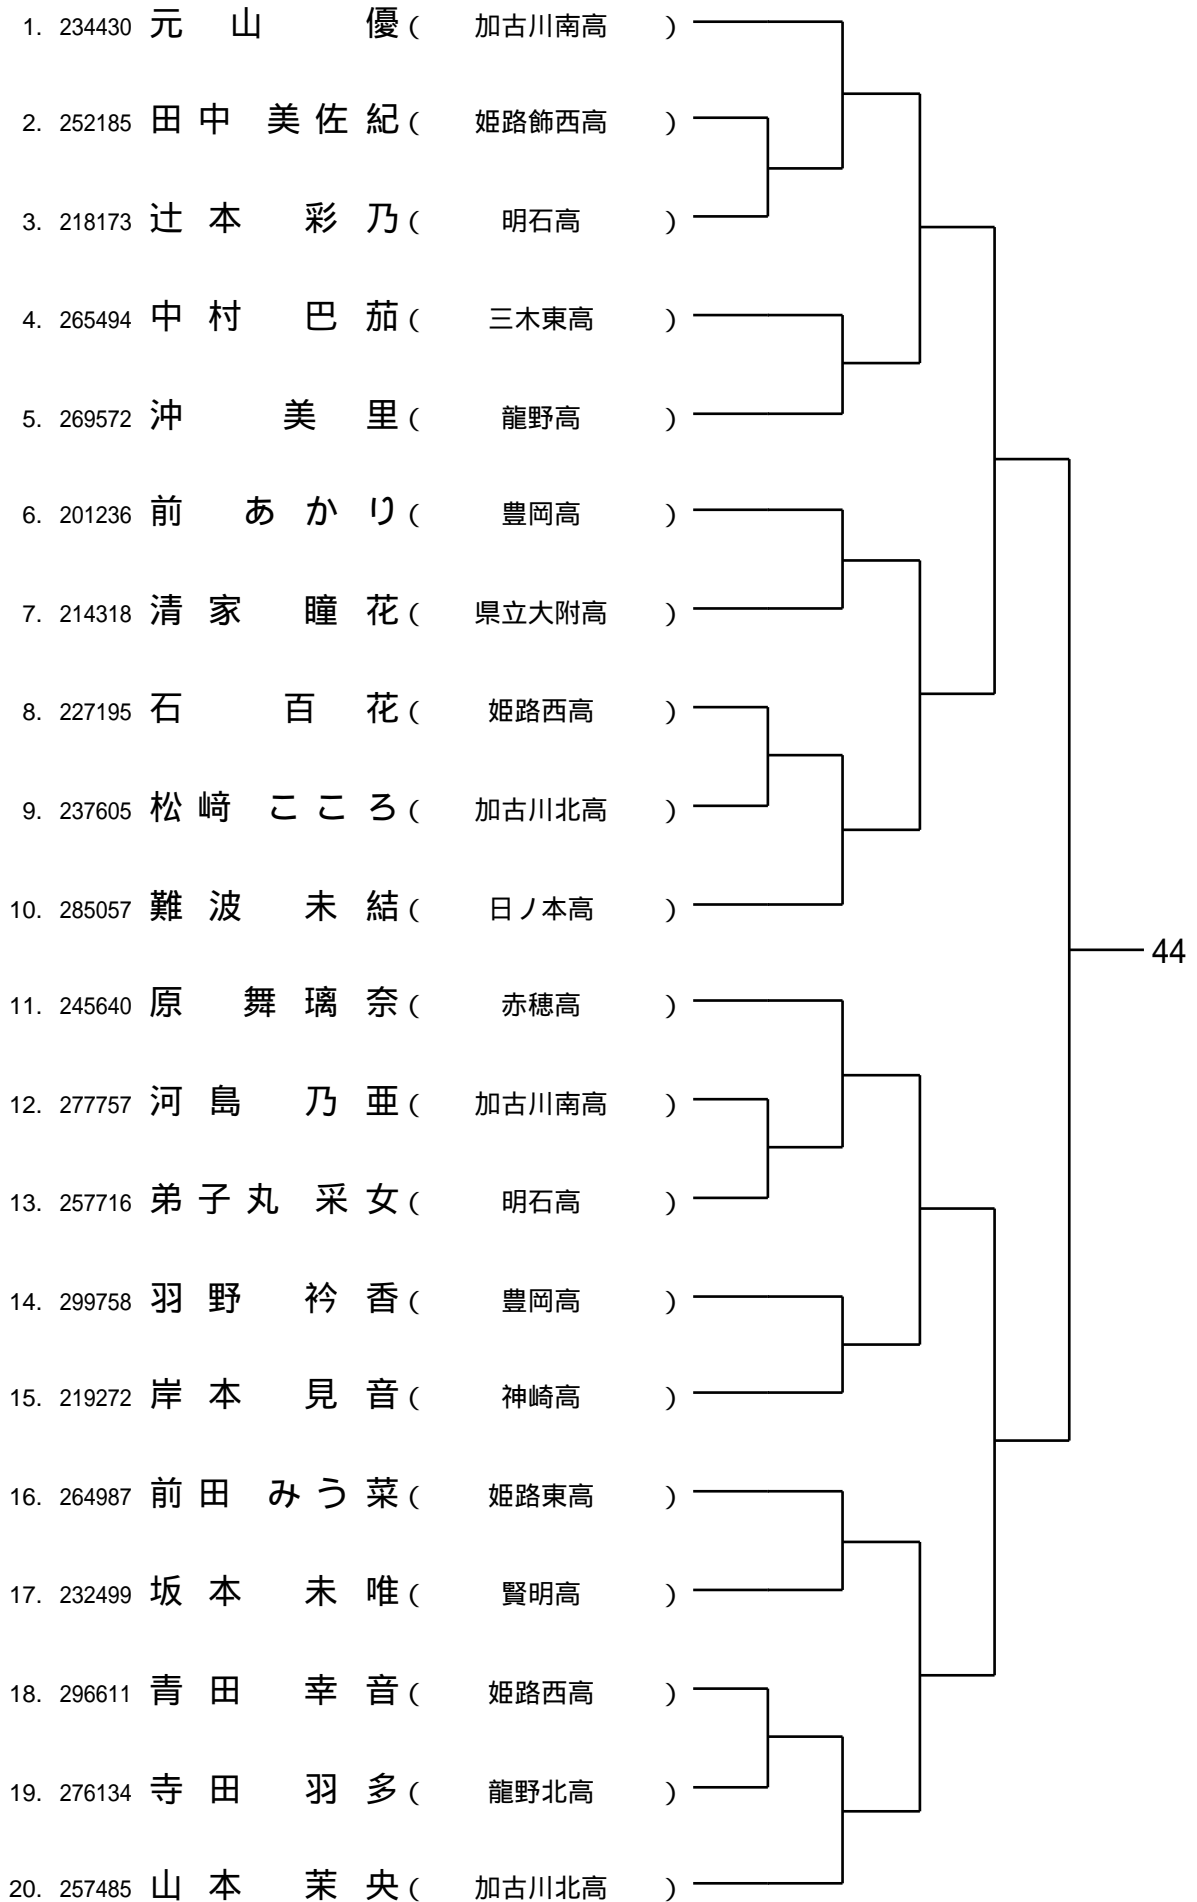 1. 234430 元山 優 ( 加古川南高 )
2. 252185 田中 美佐紀 ( 姫路飾西高 )
3. 218173 辻本 彩乃 ( 明石高 )
4. 265494 中村 巴茄 ( 三木東高 )
5. 269572 沖 美里 ( 龍野高 )
6. 201236 前 あかり ( 豊岡高 )
7. 214318 清家 瞳花 ( 県立大附高 )
8. 227195 石 百花 ( 姫路西高 )
9. 237605 松﨑 こころ ( 加古川北高 )
10. 285057 難波 未結 ( 日ノ本高 )
44
11. 245640 原 舞璃奈 ( 赤穂高 )
12. 277757 河島 乃亜 ( 加古川南高 )
13. 257716 弟子丸 采女 ( 明石高 )
14. 299758 羽野 衿香 ( 豊岡高 )
15. 219272 岸本 見音 ( 神崎高 )
16. 264987 前田 みう菜 ( 姫路東高 )
17. 232499 坂本 未唯 ( 賢明高 )
18. 296611 青田 幸音 ( 姫路西高 )
19. 276134 寺田 羽多 ( 龍野北高 )
20. 257485 山本 茉央 ( 加古川北高 )